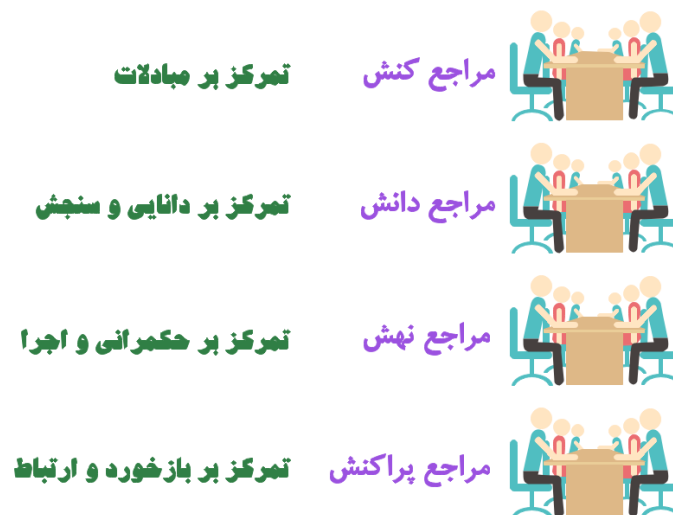 مراجع کنش تمرکز بر مبادلات
مراجع دانش تمرکز بر دانایی و سنجش
مراجع نهش تمرکز بر حکمرانی و اجرا
مراجع پراکنش تمرکز بر بازخورد و ارتباط